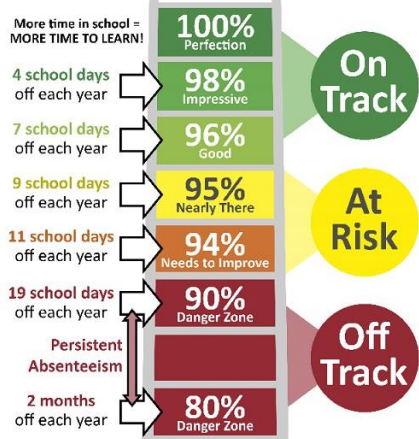 More time in school =
MORE TIME TO LEARN!
100%
Perfection
4 school days
off each year
98%
Impressive
On
Track
7 school days
off each year
96%
Good
9 school days
off each year
95%
Nearly There
At
Risk
11 school days
off each year
94%
Needs to Improve
19 school days
off each year
90%
Danger Zone
Persistent
Absenteeism
Off
Track
2 months
off each year
80%
Danger Zone